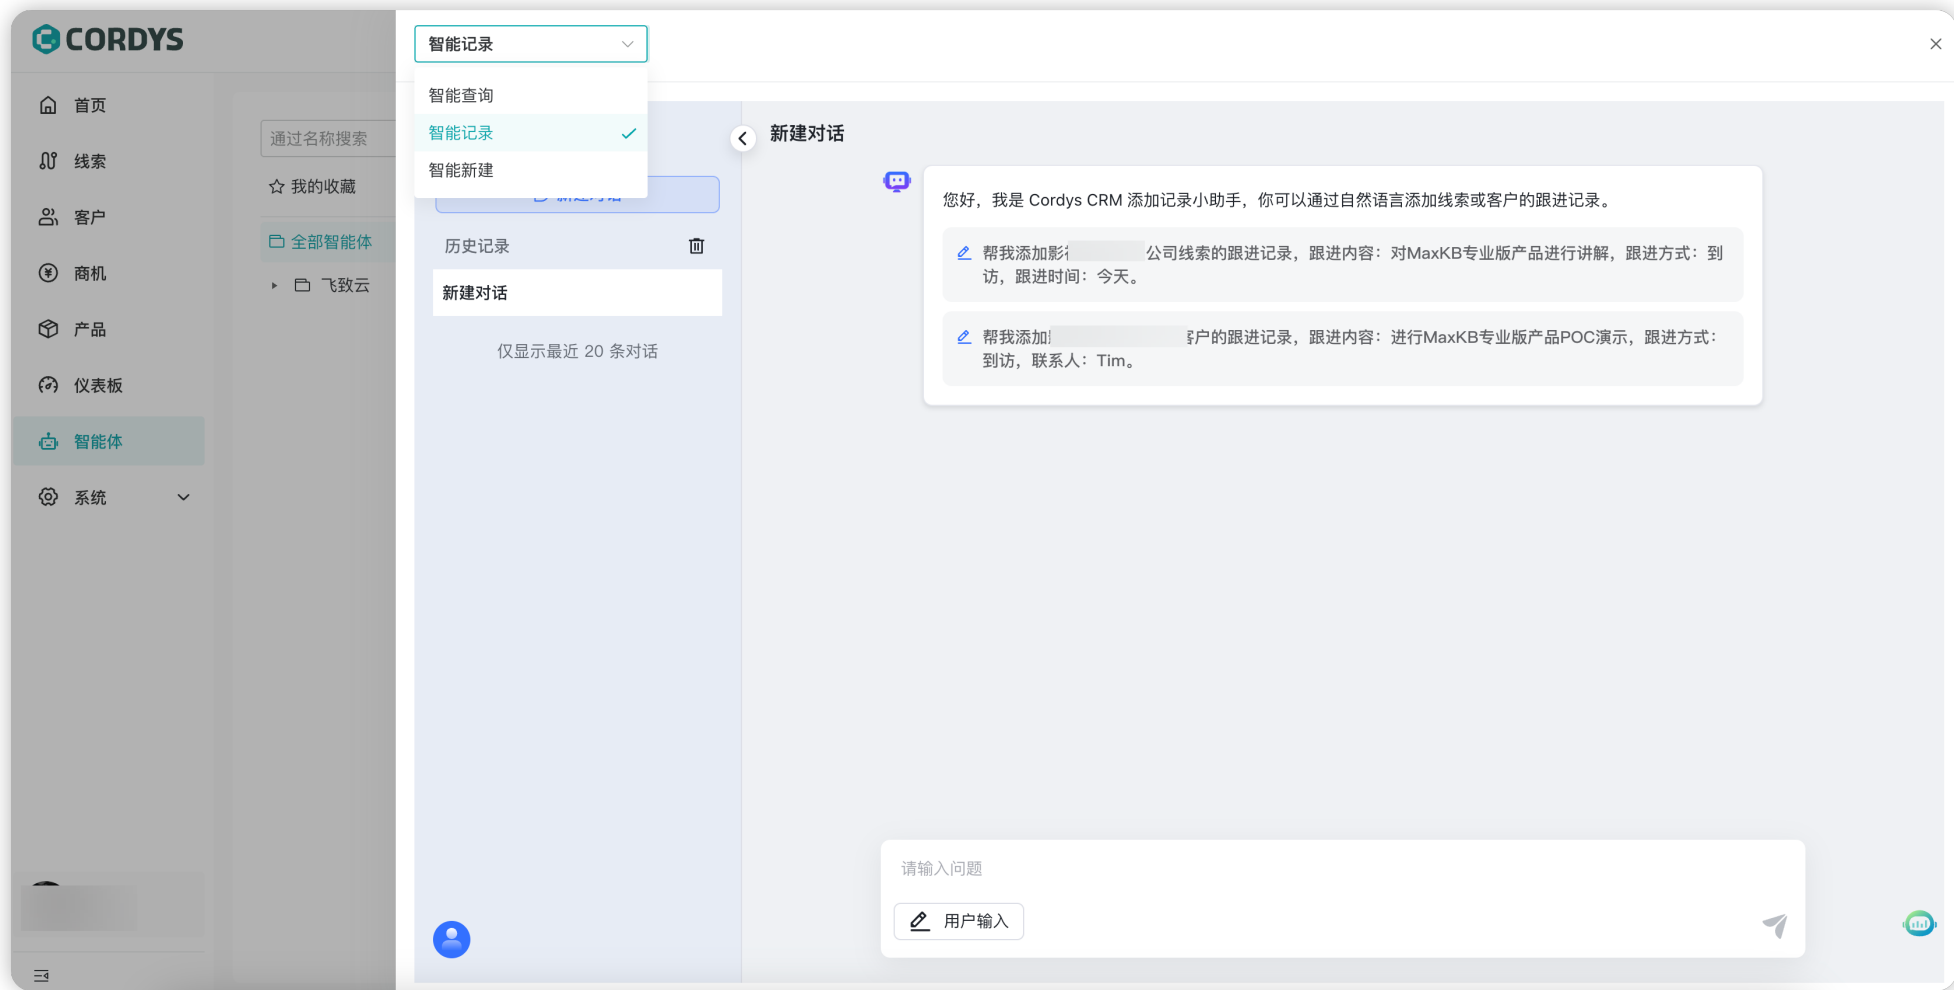 CORDYS
首页
线索
客户
商机
产品
仪表板
智能体
系统
通过名称搜索
我的收藏
全部智能体
飞致云
智能记录
智能查询
智能记录
智能新建
新建对话
历史记录
新建对话
仅显示最近 20 条对话
新建对话
您好，我是 Cordys CRM 添加记录小助手，你可以通过自然语言添加线索或客户的跟进记录。
帮我添加影 公司线索的跟进记录，跟进内容：对MaxKB专业版产品进行讲解，跟进方式：到
访，跟进时间：今天。
帮我添加 客户的跟进记录，跟进内容：进行MaxKB专业版产品POC演示，跟进方式：
到访，联系人：Tim。
请输入问题
用户输入